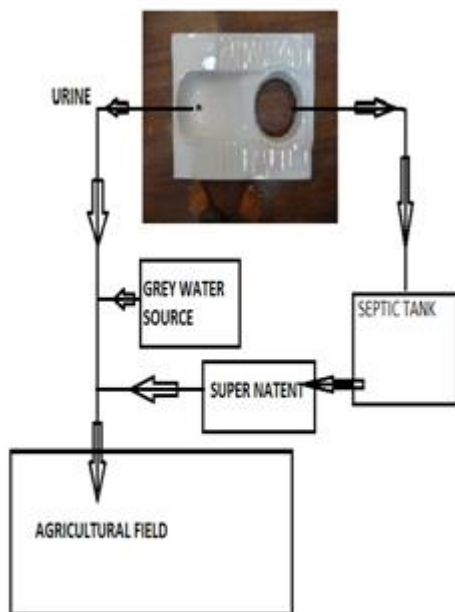 URINE
GREY WATER
SOURCE
SEPTIC TANK
SUPER NATENT
AGRICULTURAL FIELD